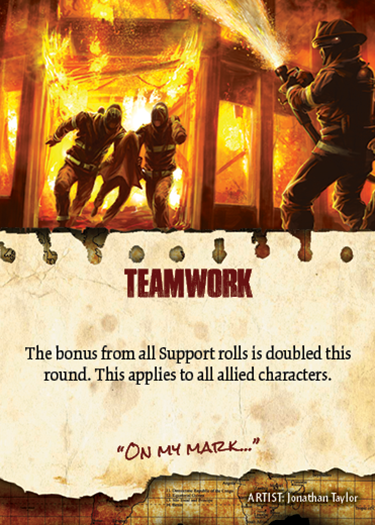 TEAMWORK
The bonus from all Support rolls is doubled this
round. This applies to all allied characters.
"On my mark..."
ARTIST: Jonathan Taylor